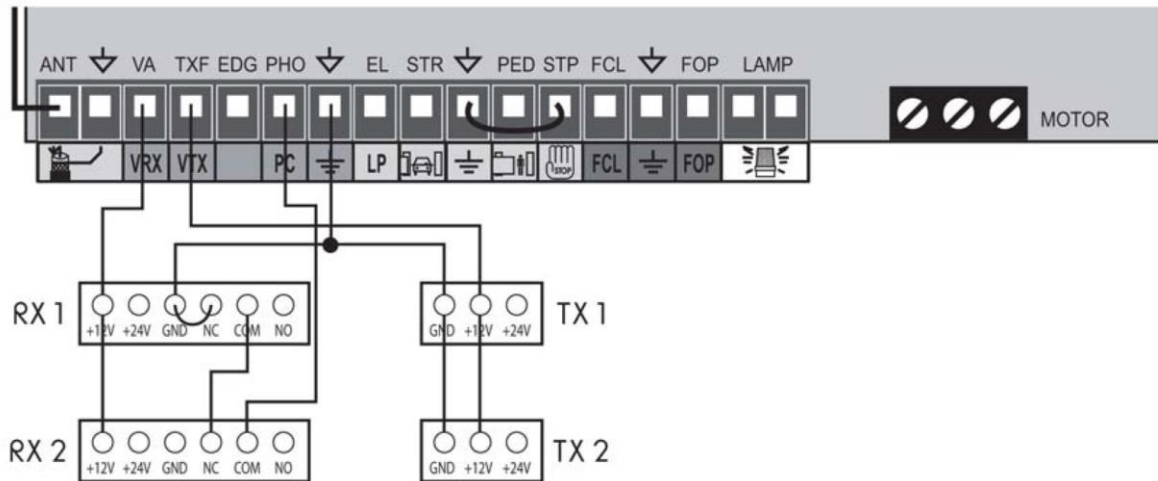 ANT VA TXF EDG PHO EL STR PED STP FCL FOP LAMP
MOTOR
VRX VTX PC LP STOP FCL FOP
RX 1
+12V +24V GND NC COM NO
TX 1
GND +12V +24V
RX 2
+12V +24V GND NC COM NO
TX 2
GND +12V +24V